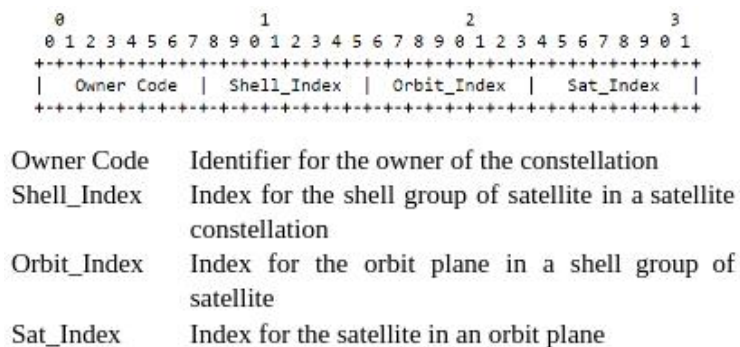 0 1 2 3
0 1 2 3 4 5 6 7 8 9 0 1 2 3 4 5 6 7 8 9 0 1 2 3 4 5 6 7 8 9 0 1
+-+-+-+-+-+-+-+-+-+-+-+-+-+-+-+-+-+-+-+-+-+-+-+-+-+-+-+-+-+-+-+-+
| Owner Code | Shell_Index | Orbit_Index | Sat_Index |
+-+-+-+-+-+-+-+-+-+-+-+-+-+-+-+-+-+-+-+-+-+-+-+-+-+-+-+-+-+-+-+-+
Owner Code Identifier for the owner of the constellation
Shell_Index Index for the shell group of satellite in a satellite
constellation
Orbit_Index Index for the orbit plane in a shell group of
satellite
Sat_Index Index for the satellite in an orbit plane